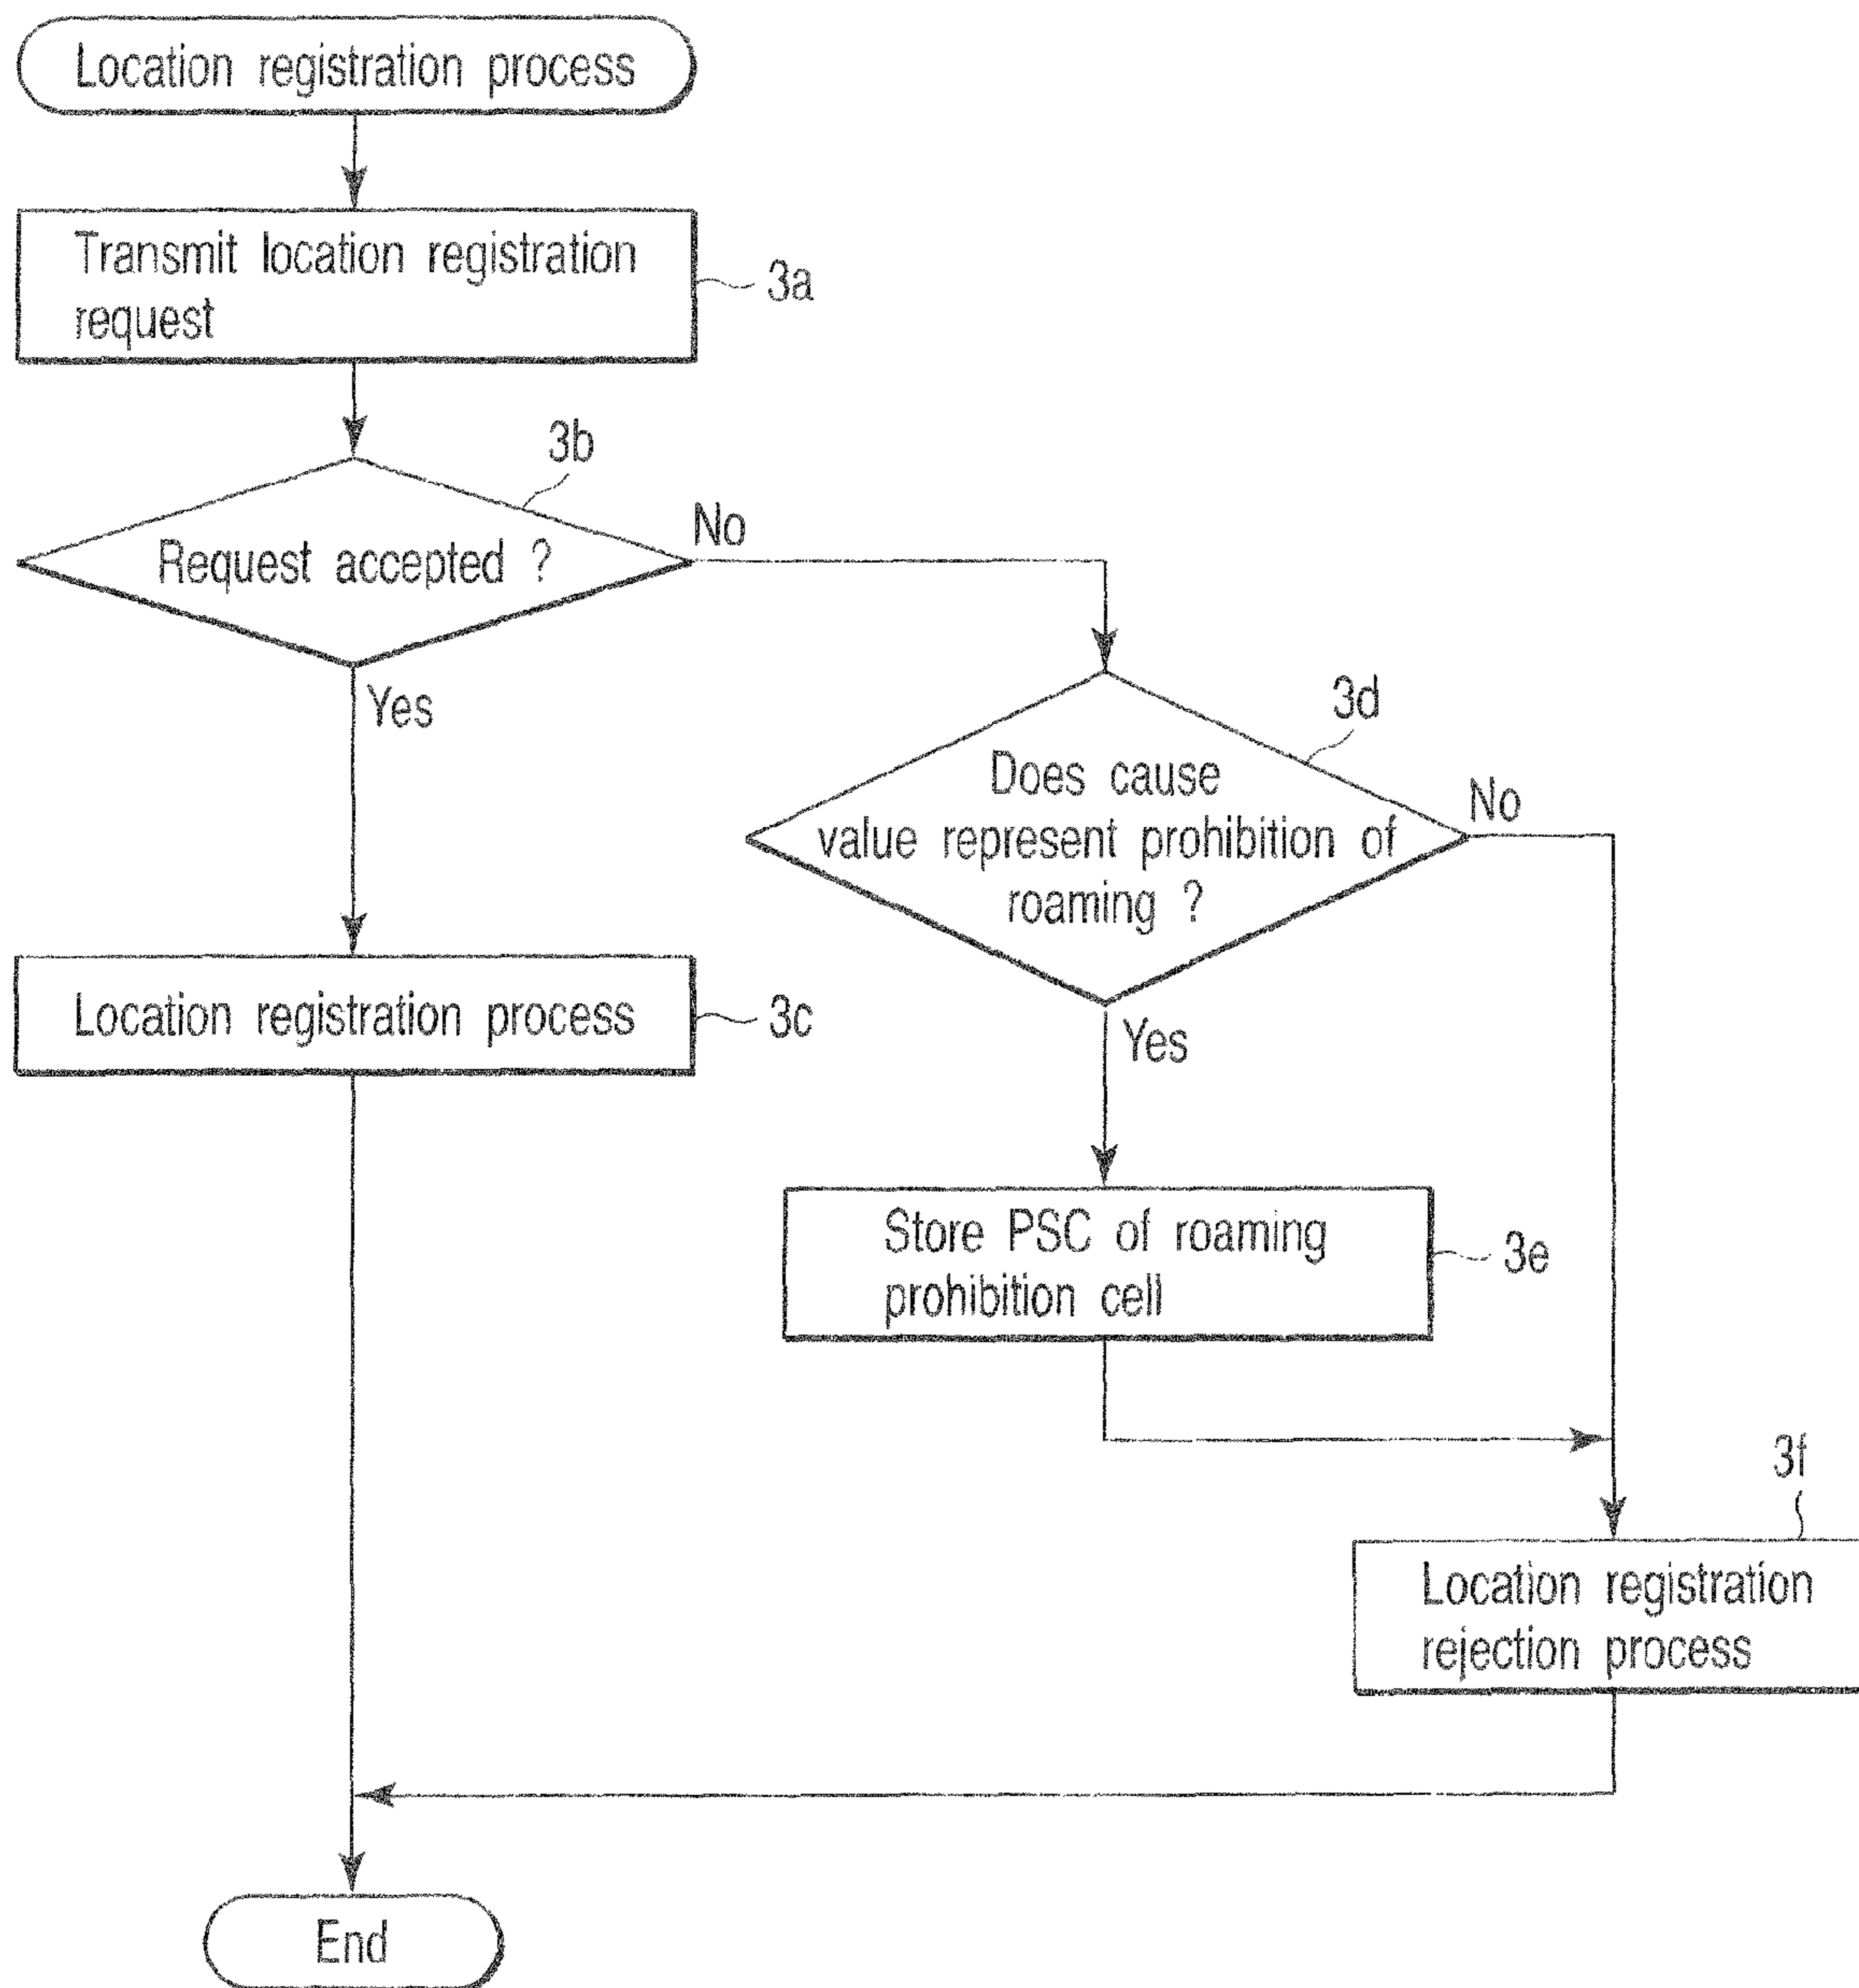 Location registration process
Transmit location registration
request
3a
3b
Request accepted ?
No
Yes
3d
Does cause
value represent prohibition of
roaming ?
No
Yes
Location registration process
3c
Store PSC of roaming
prohibition cell
3e
3f
Location registration
rejection process
End